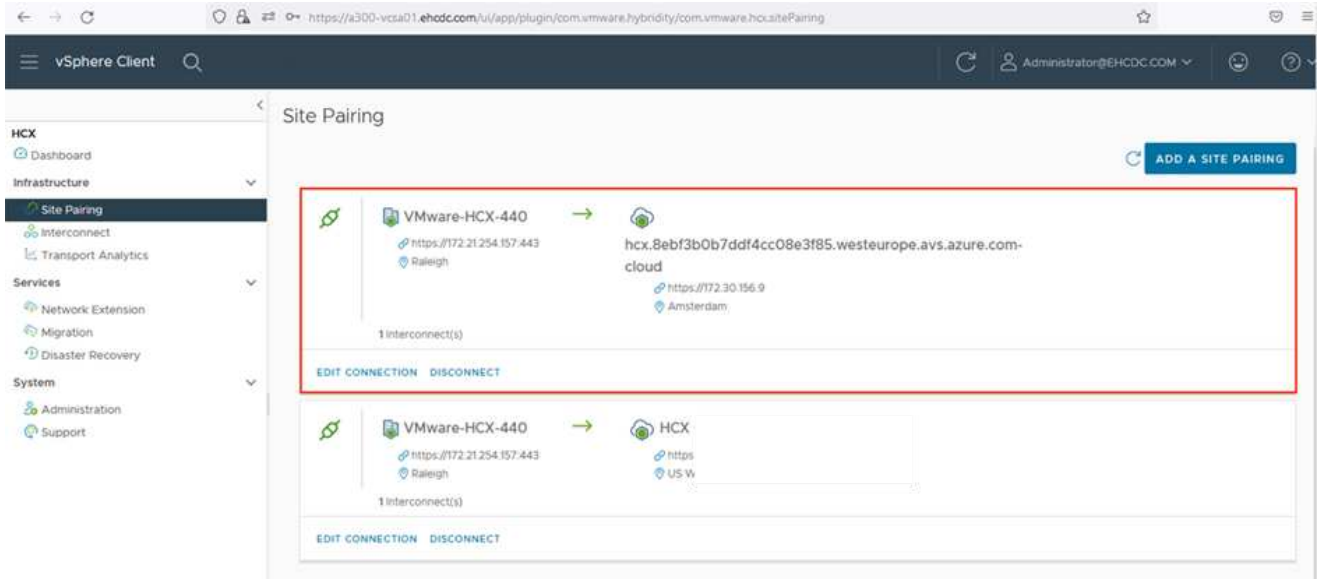 https://a300-vcsa01.ehcdc.com/ui/app/plugin/com.vmware.hybridity/com.vmware.hcx.sitePairing
vSphere Client
Administrator@EHCDC.COM
HCX
Dashboard
Infrastructure
Site Pairing
Interconnect
Transport Analytics
Services
Network Extension
Migration
Disaster Recovery
System
Administration
Support
Site Pairing
ADD A SITE PAIRING
VMware-HCX-440
https://172.21.254.157:443
Raleigh
hcx.8ebf3b0b7ddf4cc08e3f85.westeurope.avs.azure.com-
cloud
https://172.30.156.9
Amsterdam
1 Interconnect(s)
EDIT CONNECTION DISCONNECT
VMware-HCX-440
https://172.21.254.157:443
Raleigh
HCX
https
US
1 Interconnect(s)
EDIT CONNECTION DISCONNECT